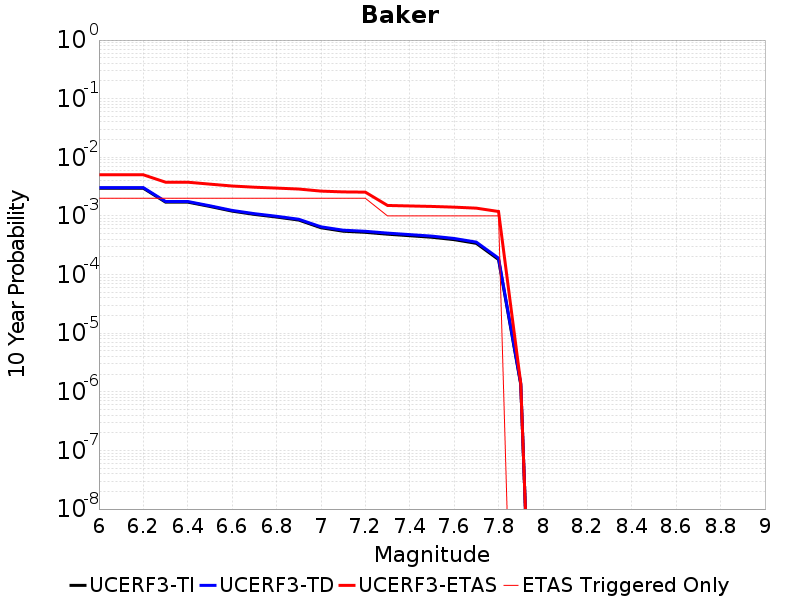 Baker
10^0
10^-1
10^-2
10^-3
10^-4
10^-5
10^-6
10^-7
10^-8
10 Year Probability
6 6.2 6.4 6.6 6.8 7 7.2 7.4 7.6 7.8 8 8.2 8.4 8.6 8.8 9
Magnitude
UCERF3-TI UCERF3-TD UCERF3-ETAS ETAS Triggered Only